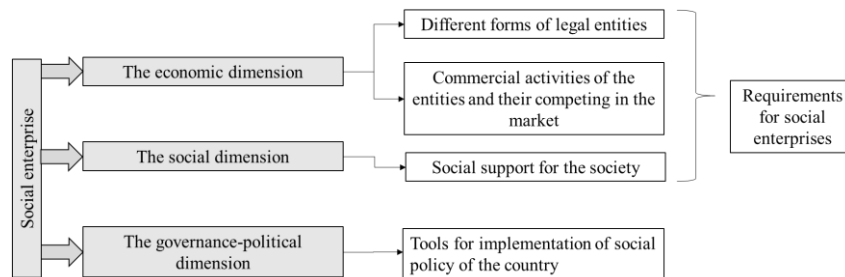 Social enterprise
The economic dimension
Different forms of legal entities
Commercial activities of the
entities and their competing in the
market
The social dimension
Social support for the society
Requirements
for social
enterprises
The governance-political
dimension
Tools for implementation of social
policy of the country